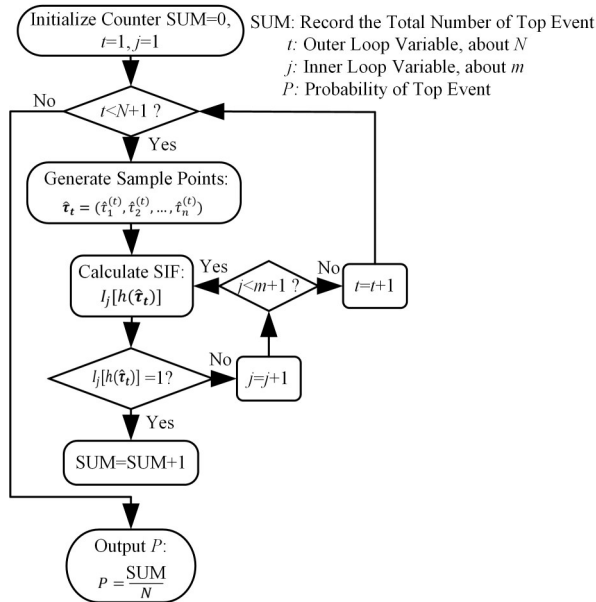 Initialize Counter SUM=0,
t=1, j=1
SUM: Record the Total Number of Top Event
t: Outer Loop Variable, about N
j: Inner Loop Variable, about m
P: Probability of Top Event
No
t<N+1 ?
Yes
Generate Sample Points:
τ̂ₜ = (τ̂₁⁽ᵗ⁾, τ̂₂⁽ᵗ⁾, ..., τ̂ₙ⁽ᵗ⁾)
Calculate SIF:
I_j[h(τ̂ₜ)]
Yes
j<m+1 ?
No
t=t+1
I_j[h(τ̂ₜ)] =1?
No
j=j+1
Yes
SUM=SUM+1
Output P:
P = SUM/N